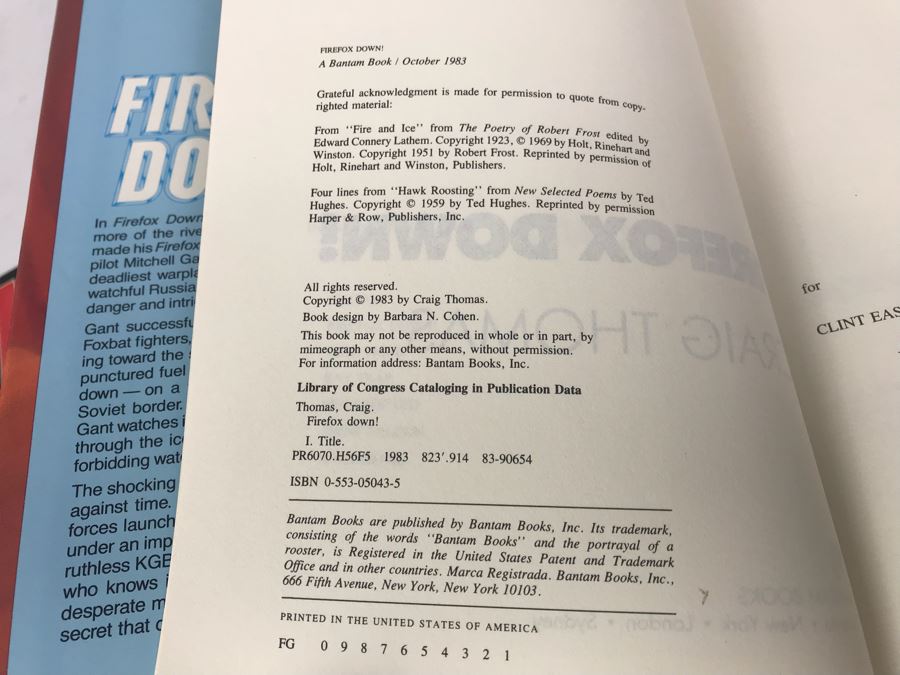 FIR
DO
In Firefox Down
more of the
made his Firefox
pilot Mitchell
deadliest
watchful Russia
danger and
Gant
Foxbat fighters,
ing toward the
punctured fuel
down — on a
Soviet border.
Gant watches
through the
forbidding
The shocking
against time.
forces launch
under an
ruthless KGB
who knows
desperate
secret that
FIREFOX DOWN!
A Bantam Book / October 1983
Grateful acknowledgment is made for permission to quote from copy-
righted material:
From "Fire and Ice" from The Poetry of Robert Frost edited by
Edward Connery Lathem. Copyright 1923, © 1969 by Holt, Rinehart and
Winston. Copyright 1951 by Robert Frost. Reprinted by permission of
Holt, Rinehart and Winston, Publishers.
Four lines from "Hawk Roosting" from New Selected Poems by Ted
Hughes. Copyright © 1959 by Ted Hughes. Reprinted by permission
Harper & Row, Publishers, Inc.
All rights reserved.
Copyright © 1983 by Craig Thomas.
Book design by Barbara N. Cohen.
This book may not be reproduced in whole or in part, by
mimeograph or any other means, without permission.
For information address: Bantam Books, Inc.
Library of Congress Cataloging in Publication Data
Thomas, Craig.
Firefox down!
I. Title.
PR6070.H56F5 1983 823'.914 83-90654
ISBN 0-553-05043-5
Bantam Books are published by Bantam Books, Inc. Its trademark,
consisting of the words "Bantam Books" and the portrayal of a
rooster, is Registered in the United States Patent and Trademark
Office and in other countries. Marca Registrada. Bantam Books, Inc.,
666 Fifth Avenue, New York, New York 10103.
PRINTED IN THE UNITED STATES OF AMERICA
FG 0 9 8 7 6 5 4 3 2 1
for
CLINT EAS